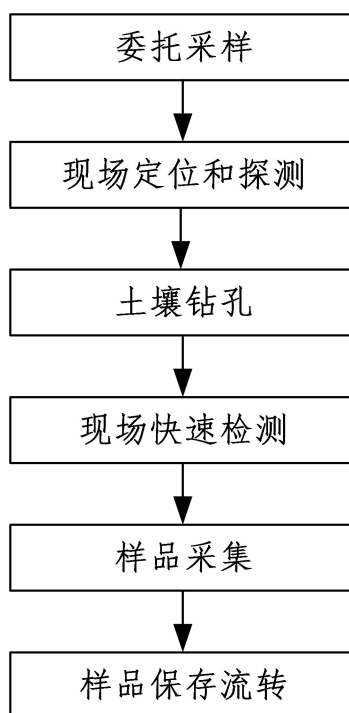 委托采样
现场定位和探测
土壤钻孔
现场快速检测
样品采集
样品保存流转